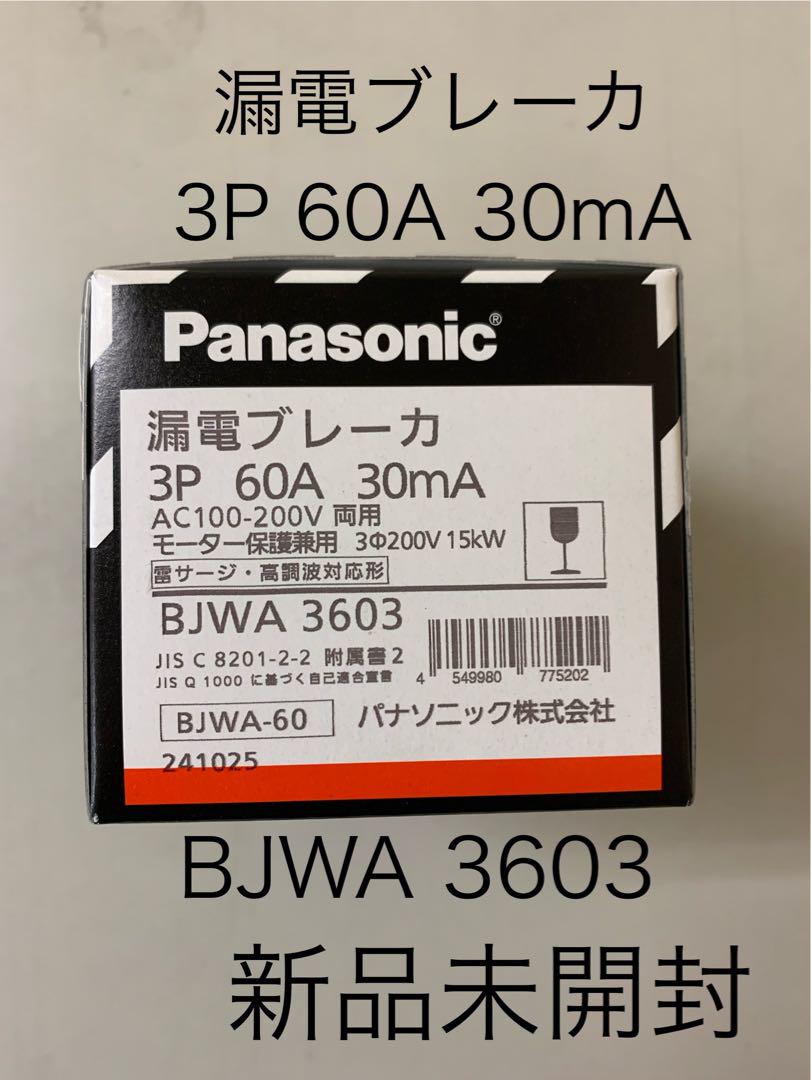 漏電ブレーカ
3P 60A 30mA
Panasonic®
漏電ブレーカ
3P 60A 30mA
AC100-200V 両用
モーター保護兼用 3Φ200V 15kW
雷サージ・高調波対応形
BJWA 3603
JIS C 8201-2-2 附属書2
JIS Q 1000 に基づく自己適合宣言
4 549980 775202
BJWA-60 パナソニック株式会社
241025
BJWA 3603
新品未開封